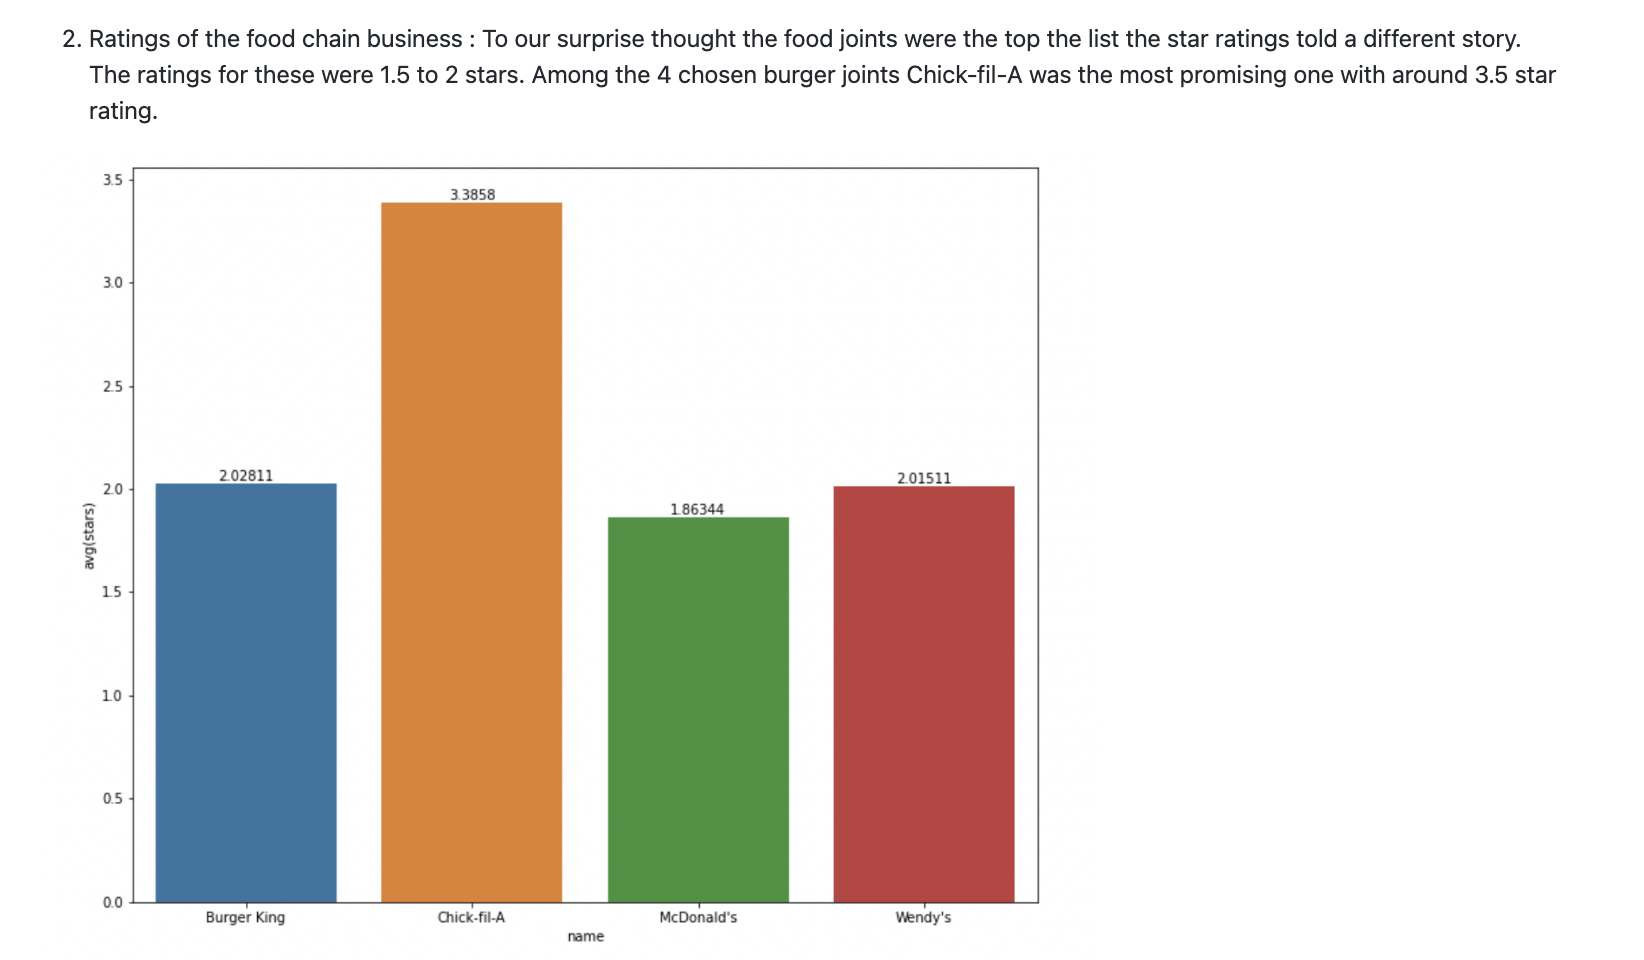 2. Ratings of the food chain business : To our surprise thought the food joints were the top the list the star ratings told a different story.
The ratings for these were 1.5 to 2 stars. Among the 4 chosen burger joints Chick-fil-A was the most promising one with around 3.5 star
rating.
3.5
3.3858
3.0
2.5
2.02811
2.0
2.01511
1.86344
avg(stars)
1.5
1.0
0.5
0.0
Burger King
Chick-fil-A
McDonald's
Wendy's
name